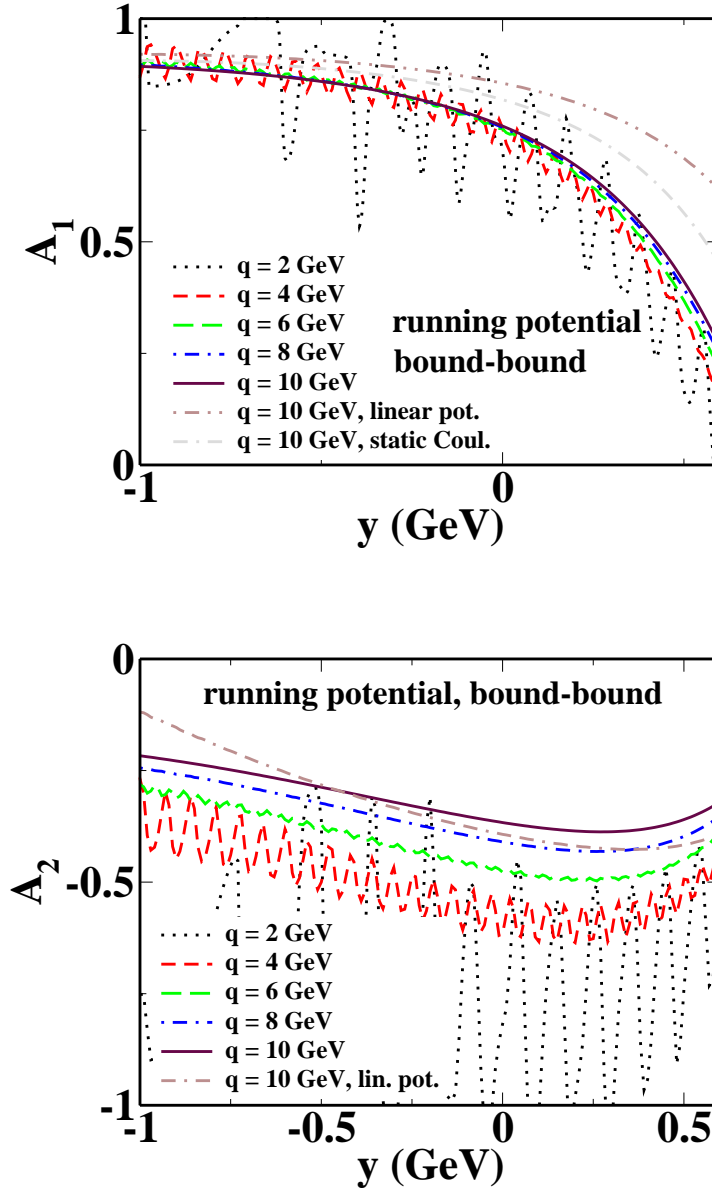 1
A1
0.5
q = 2 GeV
q = 4 GeV
q = 6 GeV
q = 8 GeV
q = 10 GeV
q = 10 GeV, linear pot.
q = 10 GeV, static Coul.
running potential
bound-bound
0
-1
0
y (GeV)
0
running potential, bound-bound
A2
-0.5
q = 2 GeV
q = 4 GeV
q = 6 GeV
q = 8 GeV
q = 10 GeV
q = 10 GeV, lin. pot.
-1
-1
-0.5
0
0.5
y (GeV)